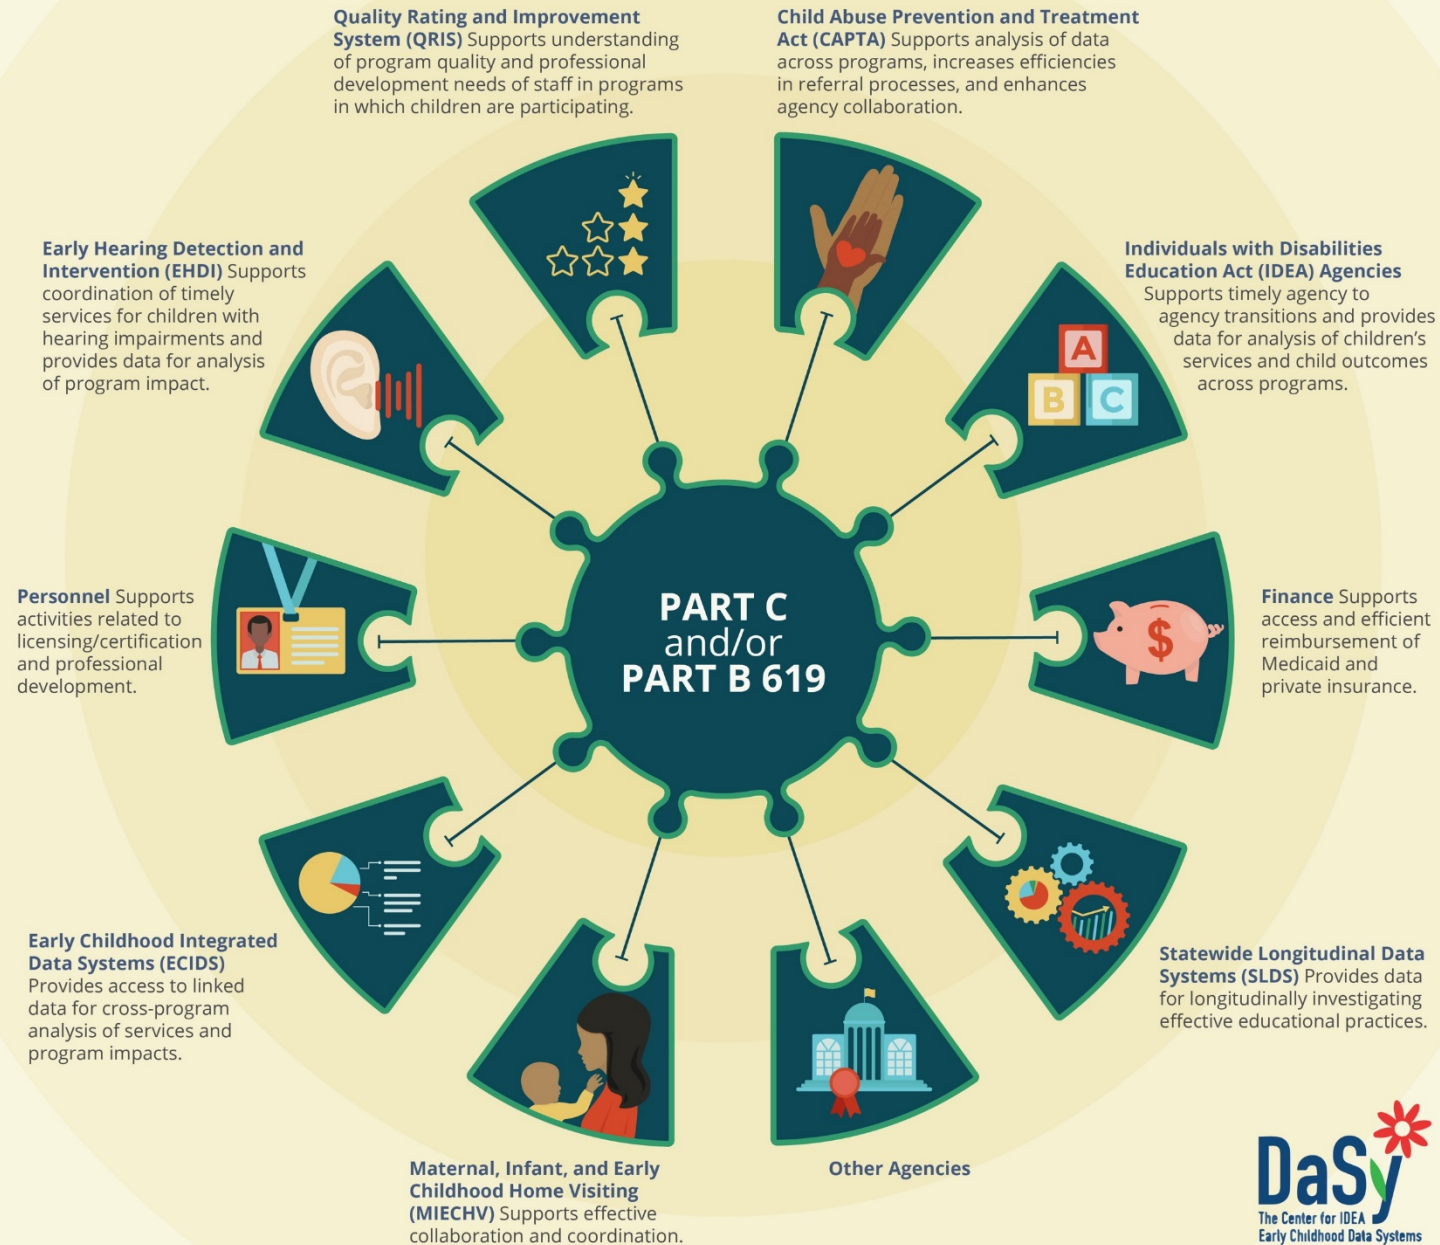 Quality Rating and Improvement
System (QRIS) Supports understanding
of program quality and professional
development needs of staff in programs
in which children are participating.
Child Abuse Prevention and Treatment
Act (CAPTA) Supports analysis of data
across programs, increases efficiencies
in referral processes, and enhances
agency collaboration.
Early Hearing Detection and
Intervention (EHDI) Supports
coordination of timely
services for children with
hearing impairments and
provides data for analysis
of program impact.
Individuals with Disabilities
Education Act (IDEA) Agencies
Supports timely agency to
agency transitions and provides
data for analysis of children’s
services and child outcomes
across programs.
A
B C
Personnel Supports
activities related to
licensing/certification
and professional
development.
PART C
and/or
PART B 619
$
Finance Supports
access and efficient
reimbursement of
Medicaid and
private insurance.
Early Childhood Integrated
Data Systems (ECIDS)
Provides access to linked
data for cross-program
analysis of services and
program impacts.
Statewide Longitudinal Data
Systems (SLDS) Provides data
for longitudinally investigating
effective educational practices.
Maternal, Infant, and Early
Childhood Home Visiting
(MIECHV) Supports effective
collaboration and coordination.
Other Agencies
DaSy
The Center for IDEA
Early Childhood Data Systems